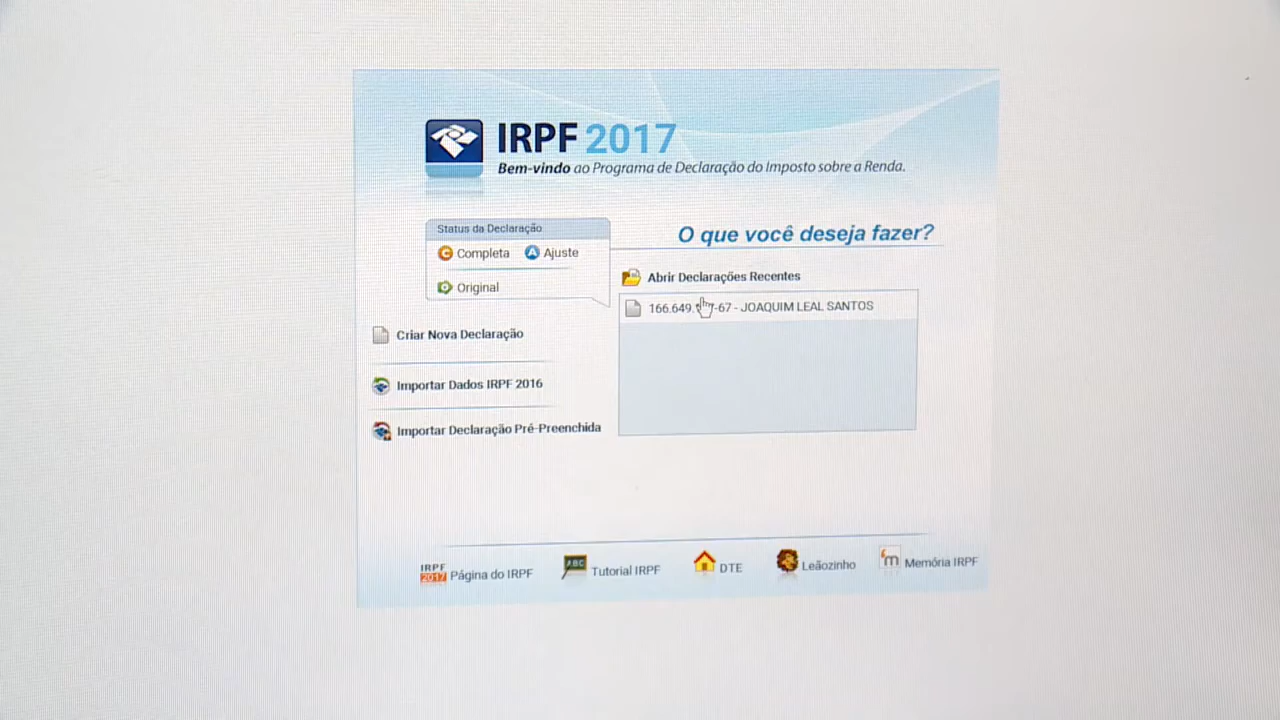 IRPF 2017
Bem-vindo ao Programa de Declaração do Imposto sobre a Renda.
Status da Declaração
Completa Ajuste
Original
O que você deseja fazer?
Abrir Declarações Recentes
166.649. -67 - JOAQUIM LEAL SANTOS
Criar Nova Declaração
Importar Dados IRPF 2016
Importar Declaração Pré-Preenchida
IRPF
2017 Página do IRPF
ABC Tutorial IRPF
DTE
Leãozinho
m Memória IRPF